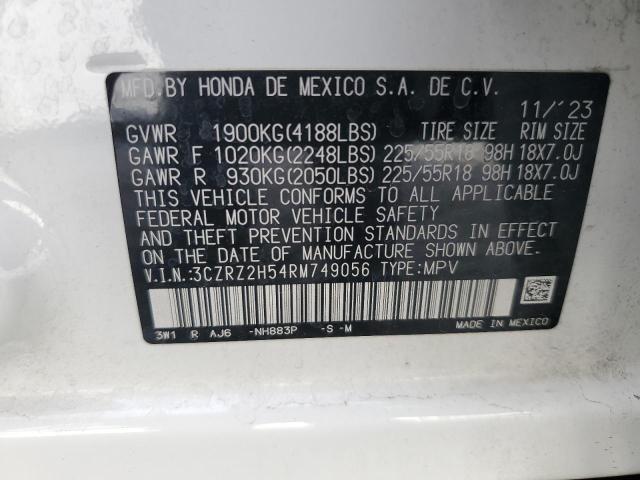 MFD.BY HONDA DE MEXICO S.A. DE C.V.
11/'23
GVWR 1900KG(4188LBS) TIRE SIZE RIM SIZE
GAWR F 1020KG(2248LBS) 225/55R18 98H 18X7.0J
GAWR R 930KG(2050LBS) 225/55R18 98H 18X7.0J
THIS VEHICLE CONFORMS TO ALL APPLICABLE
FEDERAL MOTOR VEHICLE SAFETY
AND THEFT PREVENTION STANDARDS IN EFFECT
ON THE DATE OF MANUFACTURE SHOWN ABOVE.
V.I.N.:3CZRZ2H54RM749056 TYPE:MPV
3W1 R AJ6 -NH883P -S -M MADE IN MEXICO